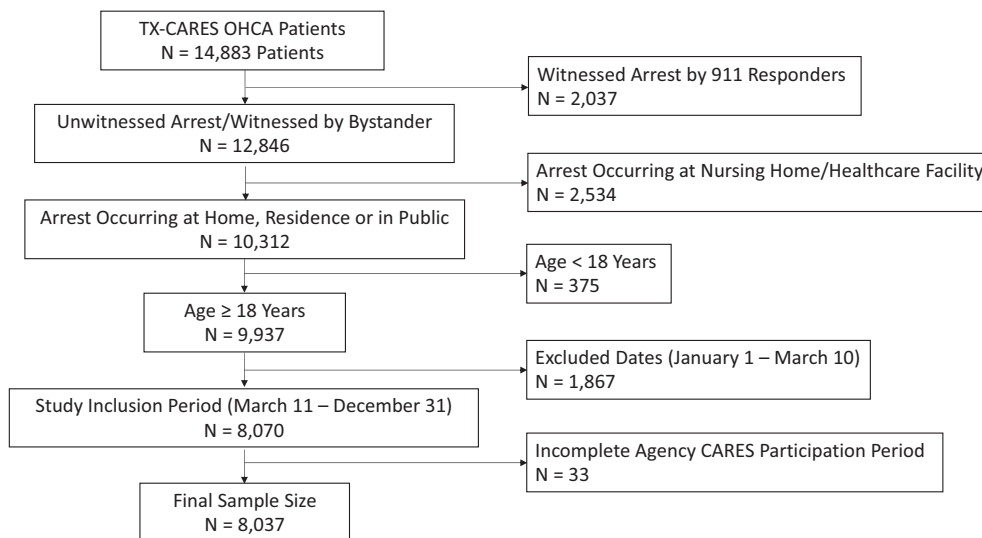 TX-CARES OHCA Patients
N = 14,883 Patients
Witnessed Arrest by 911 Responders
N = 2,037
Unwitnessed Arrest/Witnessed by Bystander
N = 12,846
Arrest Occurring at Nursing Home/Healthcare Facility
N = 2,534
Arrest Occurring at Home, Residence or in Public
N = 10,312
Age < 18 Years
N = 375
Age ≥ 18 Years
N = 9,937
Excluded Dates (January 1 – March 10)
N = 1,867
Study Inclusion Period (March 11 – December 31)
N = 8,070
Incomplete Agency CARES Participation Period
N = 33
Final Sample Size
N = 8,037